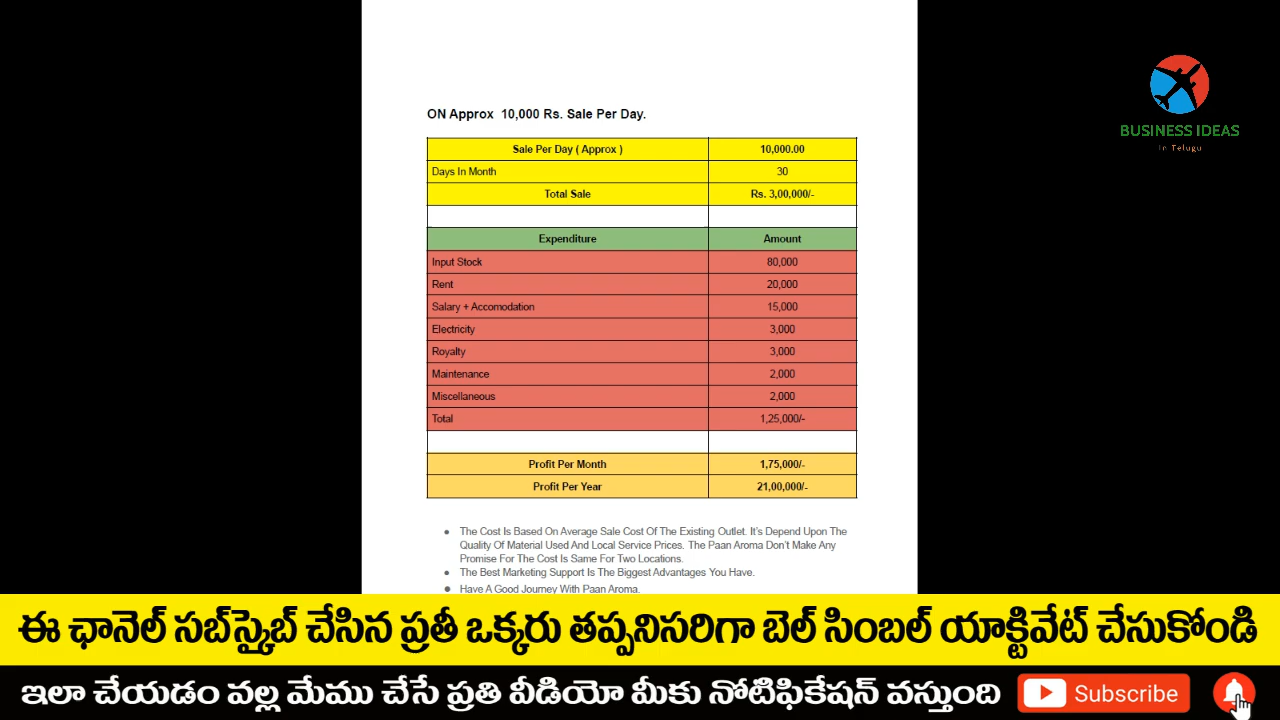 ON Approx 10,000 Rs. Sale Per Day.
BUSINESS IDEAS
In Telugu
Sale Per Day ( Approx ) 10,000.00
Days In Month 30
Total Sale Rs. 3,00,000/-
Expenditure Amount
Input Stock 80,000
Rent 20,000
Salary + Accomodation 15,000
Electricity 3,000
Royalty 3,000
Maintenance 2,000
Miscellaneous 2,000
Total 1,25,000/-
Profit Per Month 1,75,000/-
Profit Per Year 21,00,000/-
● The Cost Is Based On Average Sale Cost Of The Existing Outlet. It's Depend Upon The
Quality Of Material Used And Local Service Prices. The Paan Aroma Don't Make Any
Promise For The Cost Is Same For Two Locations.
● The Best Marketing Support Is The Biggest Advantages You Have.
● Have A Good Journey With Paan Aroma.
ఈ ఛానెల్ సబ్‌స్క్రైబ్ చేసిన ప్రతీ ఒక్కరు తప్పనిసరిగా బెల్ సింబల్ యాక్టివేట్ చేసుకోండి
ఇలా చేయడం వల్ల మేము చేసే ప్రతి వీడియో మీకు నోటిఫికేషన్ వస్తుంది Subscribe